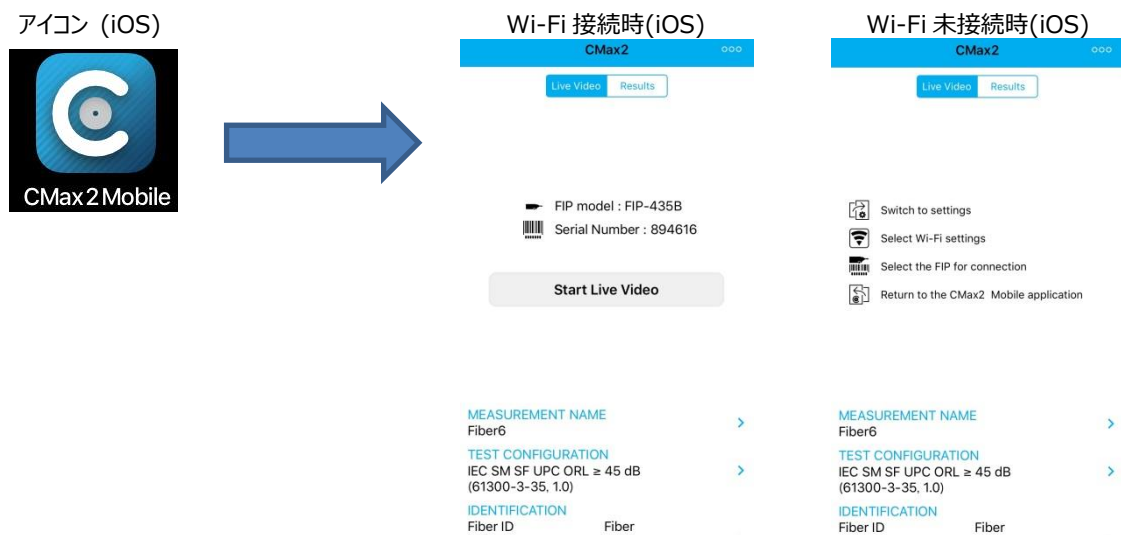 アイコン (iOS)
CMax2Mobile
Wi-Fi 接続時(iOS)
CMax2
Live Video Results
FIP model : FIP-435B
Serial Number : 894616
Start Live Video
MEASUREMENT NAME
Fiber6
TEST CONFIGURATION
IEC SM SF UPC ORL ≥ 45 dB
(61300-3-35, 1.0)
IDENTIFICATION
Fiber ID Fiber
Wi-Fi 未接続時(iOS)
CMax2
Live Video Results
Switch to settings
Select Wi-Fi settings
Select the FIP for connection
Return to the CMax2 Mobile application
MEASUREMENT NAME
Fiber6
TEST CONFIGURATION
IEC SM SF UPC ORL ≥ 45 dB
(61300-3-35, 1.0)
IDENTIFICATION
Fiber ID Fiber